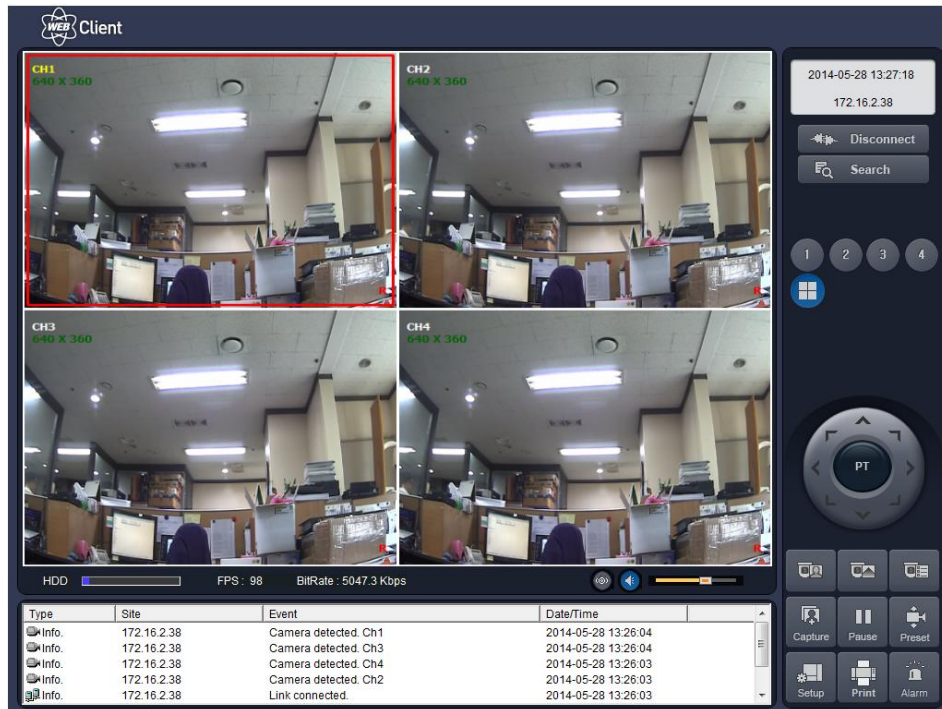 WEB Client
CH1
640 X 360
CH2
640 X 360
R
R
CH3
640 X 360
CH4
640 X 360
R
R
HDD
FPS : 98
BitRate : 5047.3 Kbps
Type Site Event Date/Time
Info. 172.16.2.38 Camera detected. Ch1 2014-05-28 13:26:04
Info. 172.16.2.38 Camera detected. Ch3 2014-05-28 13:26:04
Info. 172.16.2.38 Camera detected. Ch4 2014-05-28 13:26:03
Info. 172.16.2.38 Camera detected. Ch2 2014-05-28 13:26:03
Info. 172.16.2.38 Link connected. 2014-05-28 13:26:03
2014-05-28 13:27:18
172.16.2.38
Disconnect
Search
1 2 3 4
PT
Capture Pause Preset
Setup Print Alarm